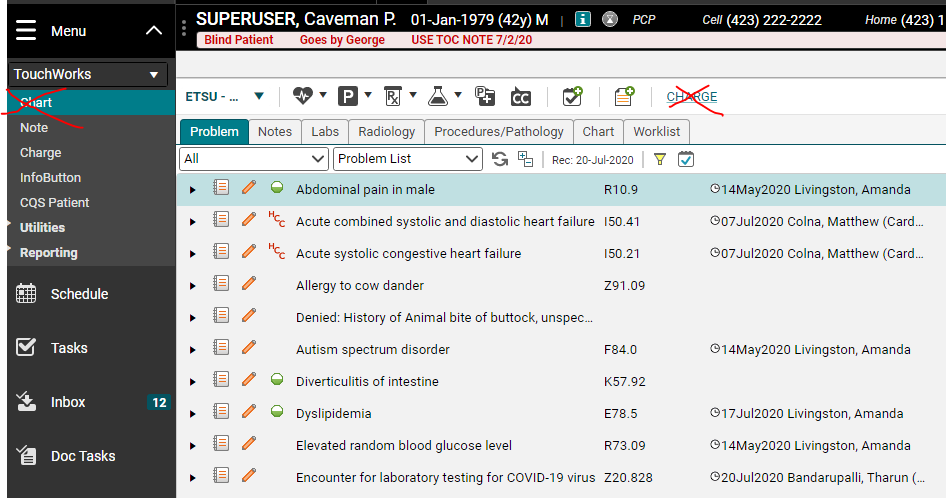 Menu
SUPERUSER, Caveman P. 01-Jan-1979 (42y) M | i PCP Cell (423) 222-2222 Home (423) 1
Blind Patient Goes by George USE TOC NOTE 7/2/20
TouchWorks
Chart
Note
Charge
InfoButton
CQS Patient
Utilities
Reporting
Schedule
Tasks
Inbox 12
Doc Tasks
ETSU - ... P Rx CC CHARGE
Problem Notes Labs Radiology Procedures/Pathology Chart Worklist
All Problem List Rec: 20-Jul-2020
Abdominal pain in male R10.9 14May2020 Livingston, Amanda
HCC Acute combined systolic and diastolic heart failure I50.41 07Jul2020 Colna, Matthew (Card...
HCC Acute systolic congestive heart failure I50.21 07Jul2020 Colna, Matthew (Card...
Allergy to cow dander Z91.09
Denied: History of Animal bite of buttock, unspec...
Autism spectrum disorder F84.0 14May2020 Livingston, Amanda
Diverticulitis of intestine K57.92
Dyslipidemia E78.5 17Jul2020 Livingston, Amanda
Elevated random blood glucose level R73.09 14May2020 Livingston, Amanda
Encounter for laboratory testing for COVID-19 virus Z20.828 20Jul2020 Bandarupalli, Tharun (...